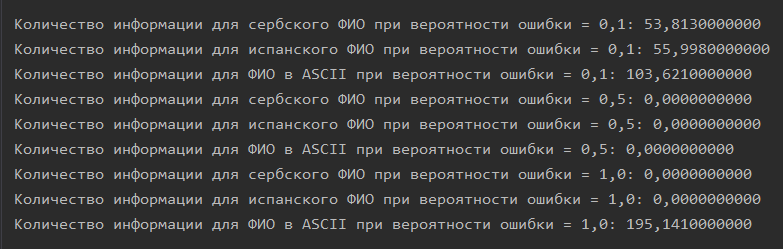 Количество информации для сербского ФИО при вероятности ошибки = 0,1: 53,8130000000
Количество информации для испанского ФИО при вероятности ошибки = 0,1: 55,9980000000
Количество информации для ФИО в ASCII при вероятности ошибки = 0,1: 103,6210000000
Количество информации для сербского ФИО при вероятности ошибки = 0,5: 0,0000000000
Количество информации для испанского ФИО при вероятности ошибки = 0,5: 0,0000000000
Количество информации для ФИО в ASCII при вероятности ошибки = 0,5: 0,0000000000
Количество информации для сербского ФИО при вероятности ошибки = 1,0: 0,0000000000
Количество информации для испанского ФИО при вероятности ошибки = 1,0: 0,0000000000
Количество информации для ФИО в ASCII при вероятности ошибки = 1,0: 195,1410000000